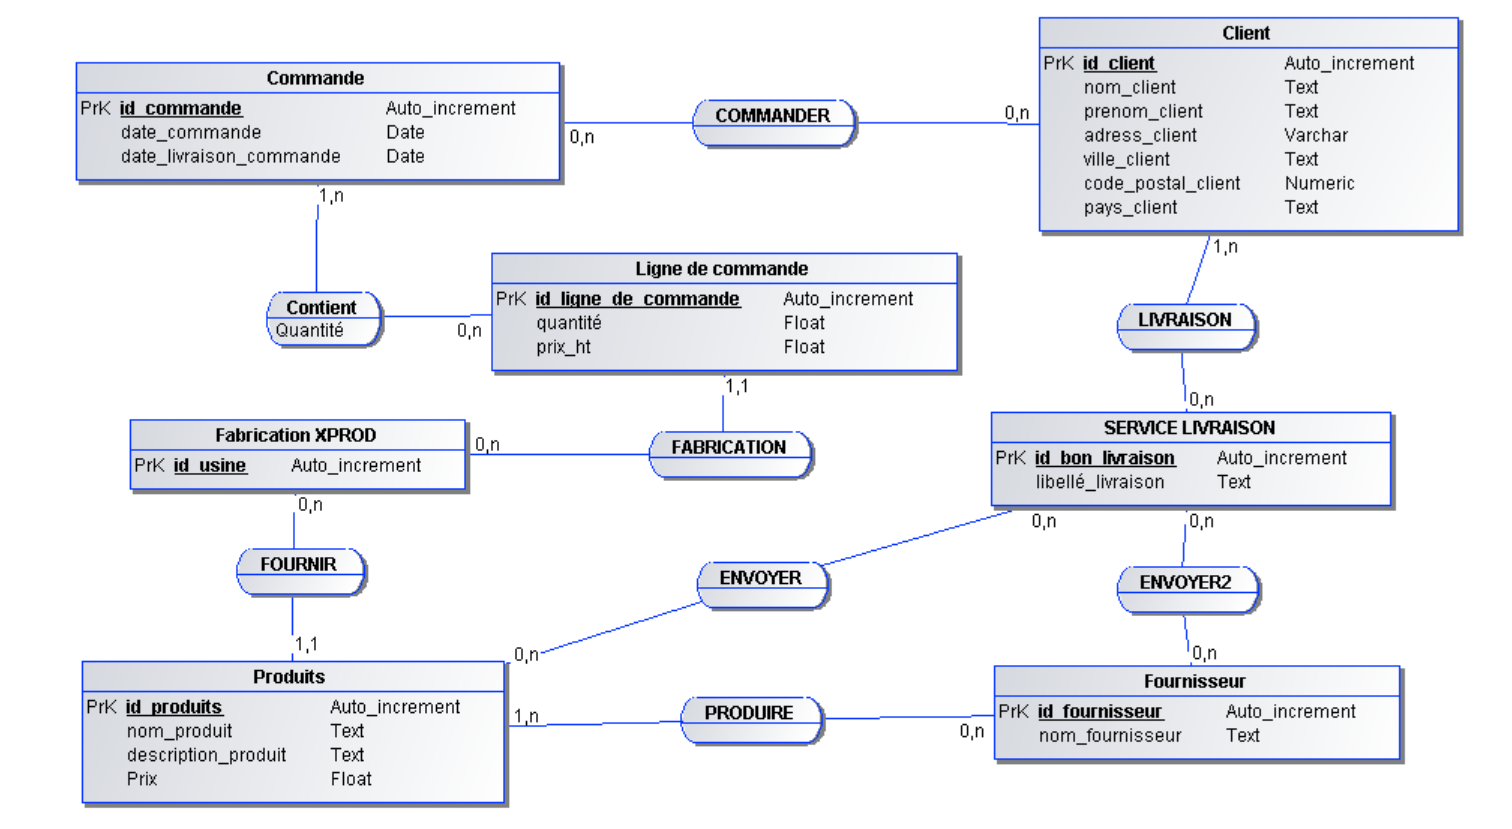 Client
PrK id_client Auto_increment
nom_client Text
prenom_client Text
adress_client Varchar
ville_client Text
code_postal_client Numeric
pays_client Text
Commande
PrK id_commande Auto_increment
date_commande Date
date_livraison_commande Date
COMMANDER
0,n
0,n
1,n
1,n
Contient
Quantité
0,n
Ligne de commande
PrK id_ligne_de_commande Auto_increment
quantité Float
prix_ht Float
LIVRAISON
1,1
0,n
Fabrication XPROD
PrK id_usine Auto_increment
0,n
FABRICATION
SERVICE LIVRAISON
PrK id_bon_livraison Auto_increment
libellé_livraison Text
0,n
0,n
0,n
FOURNIR
ENVOYER
ENVOYER2
1,1
0,n
0,n
Produits
PrK id_produits Auto_increment
nom_produit Text
description_produit Text
Prix Float
1,n
PRODUIRE
0,n
Fournisseur
PrK id_fournisseur Auto_increment
nom_fournisseur Text